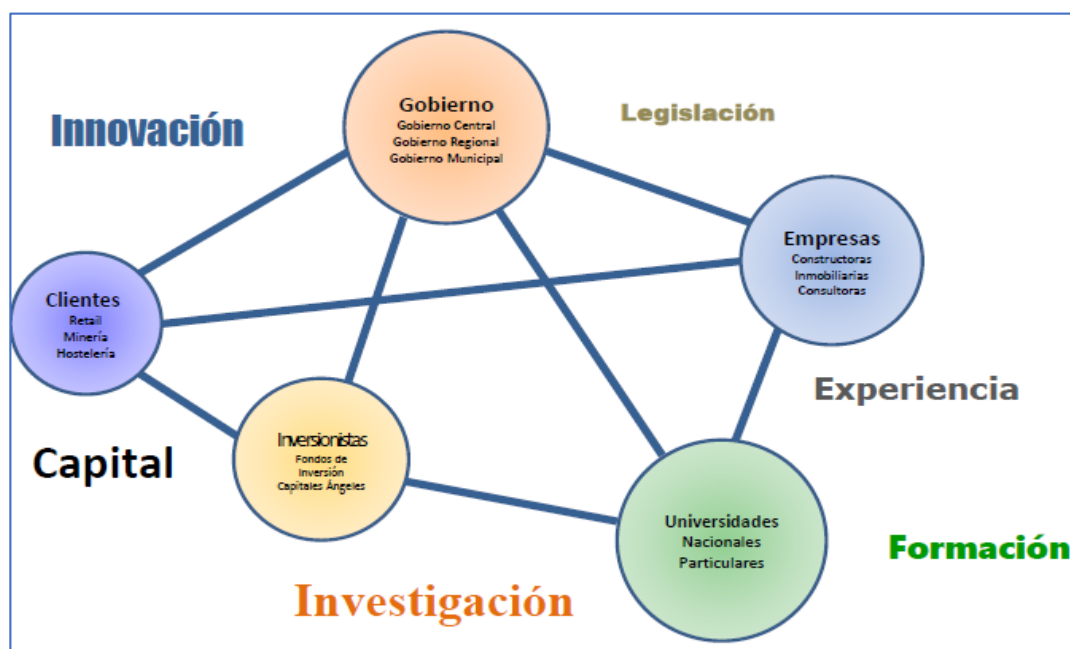 Gobierno
Gobierno Central
Gobierno Regional
Gobierno Municipal
Innovación
Legislación
Empresas
Constructoras
Inmobiliarias
Consultoras
Clientes
Retail
Minería
Hostelería
Experiencia
Capital
Inversionistas
Fondos de
Inversión
Capitales Ángeles
Universidades
Nacionales
Particulares
Formación
Investigación